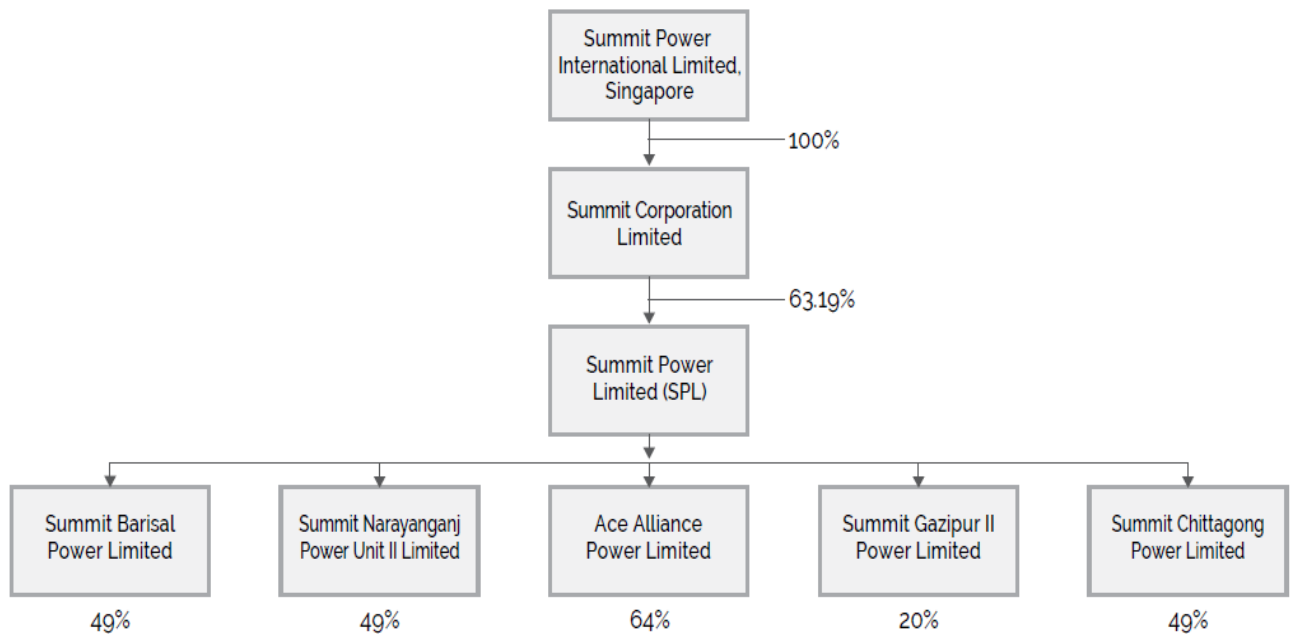 Summit Power
International Limited,
Singapore
100%
Summit Corporation
Limited
63.19%
Summit Power
Limited (SPL)
Summit Barisal
Power Limited
Summit Narayanganj
Power Unit II Limited
Ace Alliance
Power Limited
Summit Gazipur II
Power Limited
Summit Chittagong
Power Limited
49%
49%
64%
20%
49%